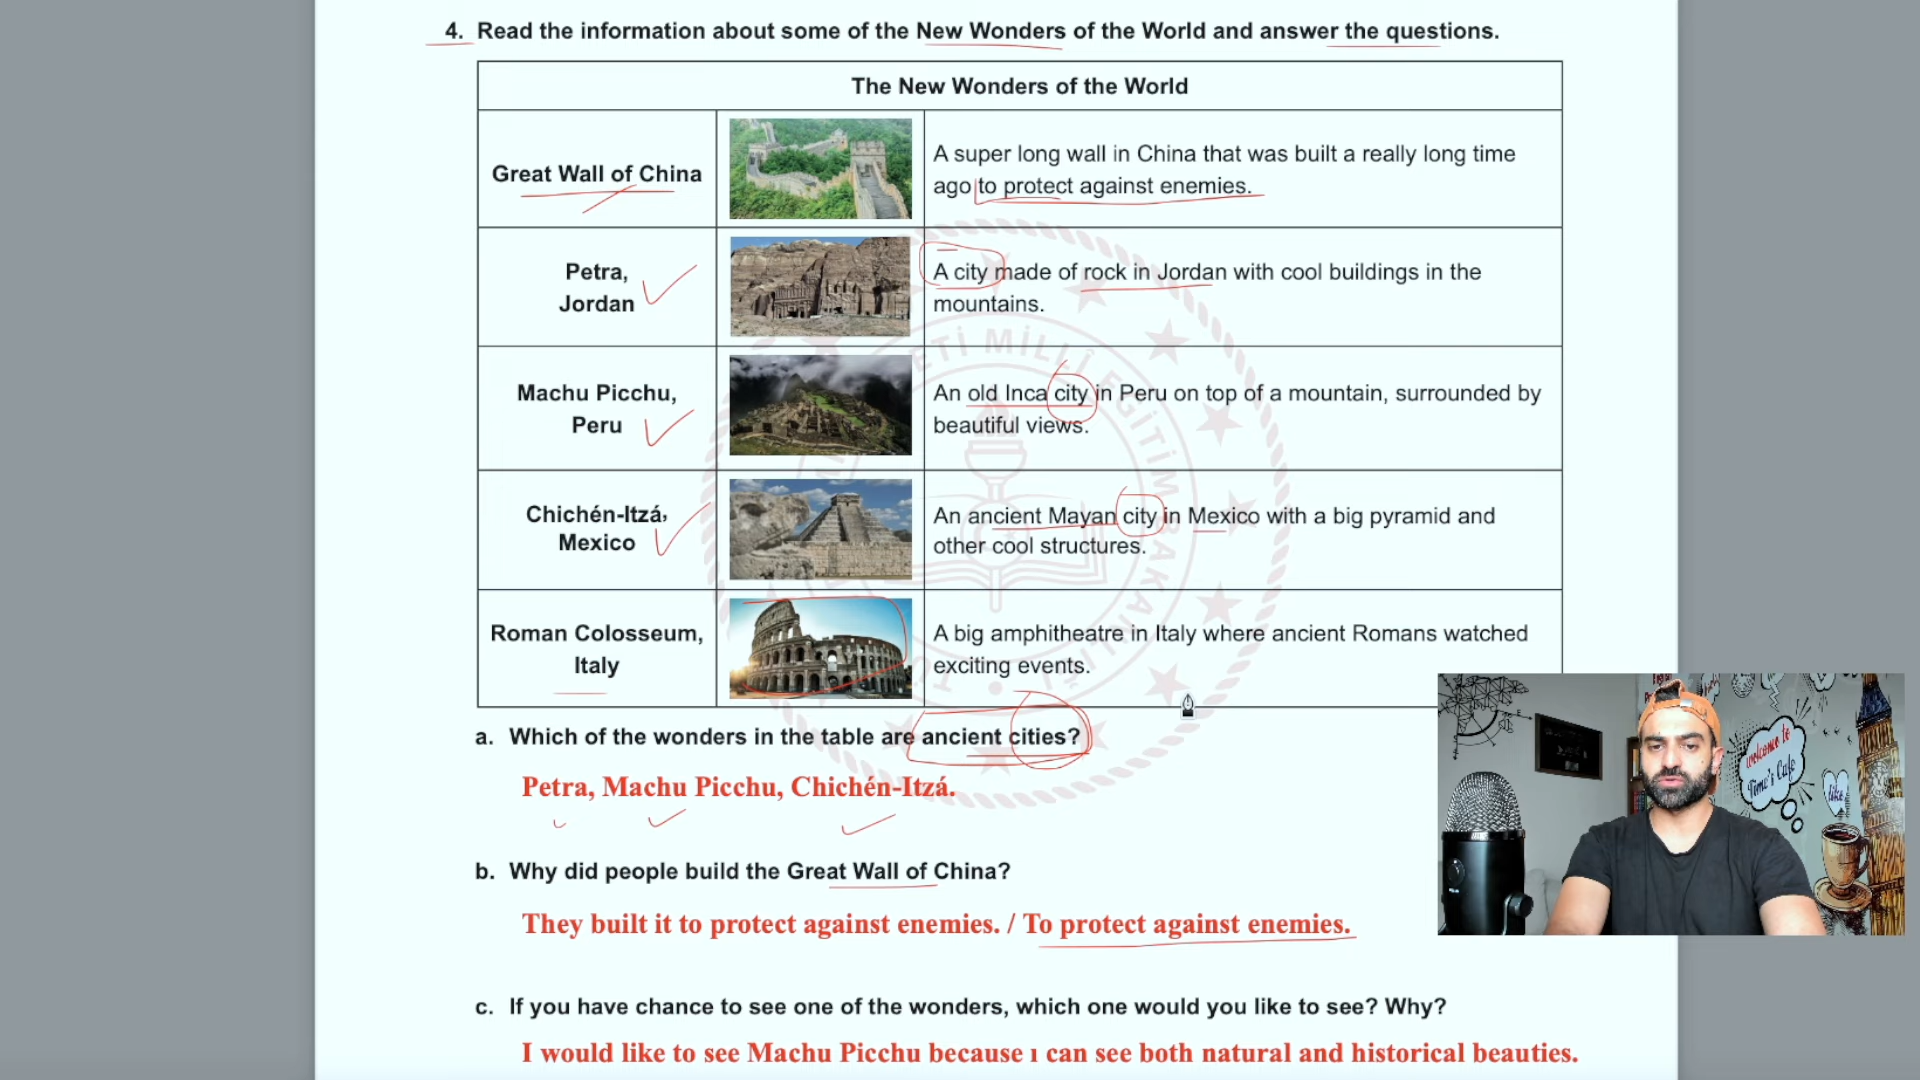 4. Read the information about some of the New Wonders of the World and answer the questions.
The New Wonders of the World
Great Wall of China
A super long wall in China that was built a really long time
ago to protect against enemies.
Petra,
Jordan
A city made of rock in Jordan with cool buildings in the
mountains.
Machu Picchu,
Peru
An old Inca city in Peru on top of a mountain, surrounded by
beautiful views.
Chichén-Itzá,
Mexico
An ancient Mayan city in Mexico with a big pyramid and
other cool structures.
Roman Colosseum,
Italy
A big amphitheatre in Italy where ancient Romans watched
exciting events.
a. Which of the wonders in the table are ancient cities?
Petra, Machu Picchu, Chichén-Itzá.
b. Why did people build the Great Wall of China?
They built it to protect against enemies. / To protect against enemies.
c. If you have chance to see one of the wonders, which one would you like to see? Why?
I would like to see Machu Picchu because ı can see both natural and historical beauties.
welcome to
Time's Cafe
like